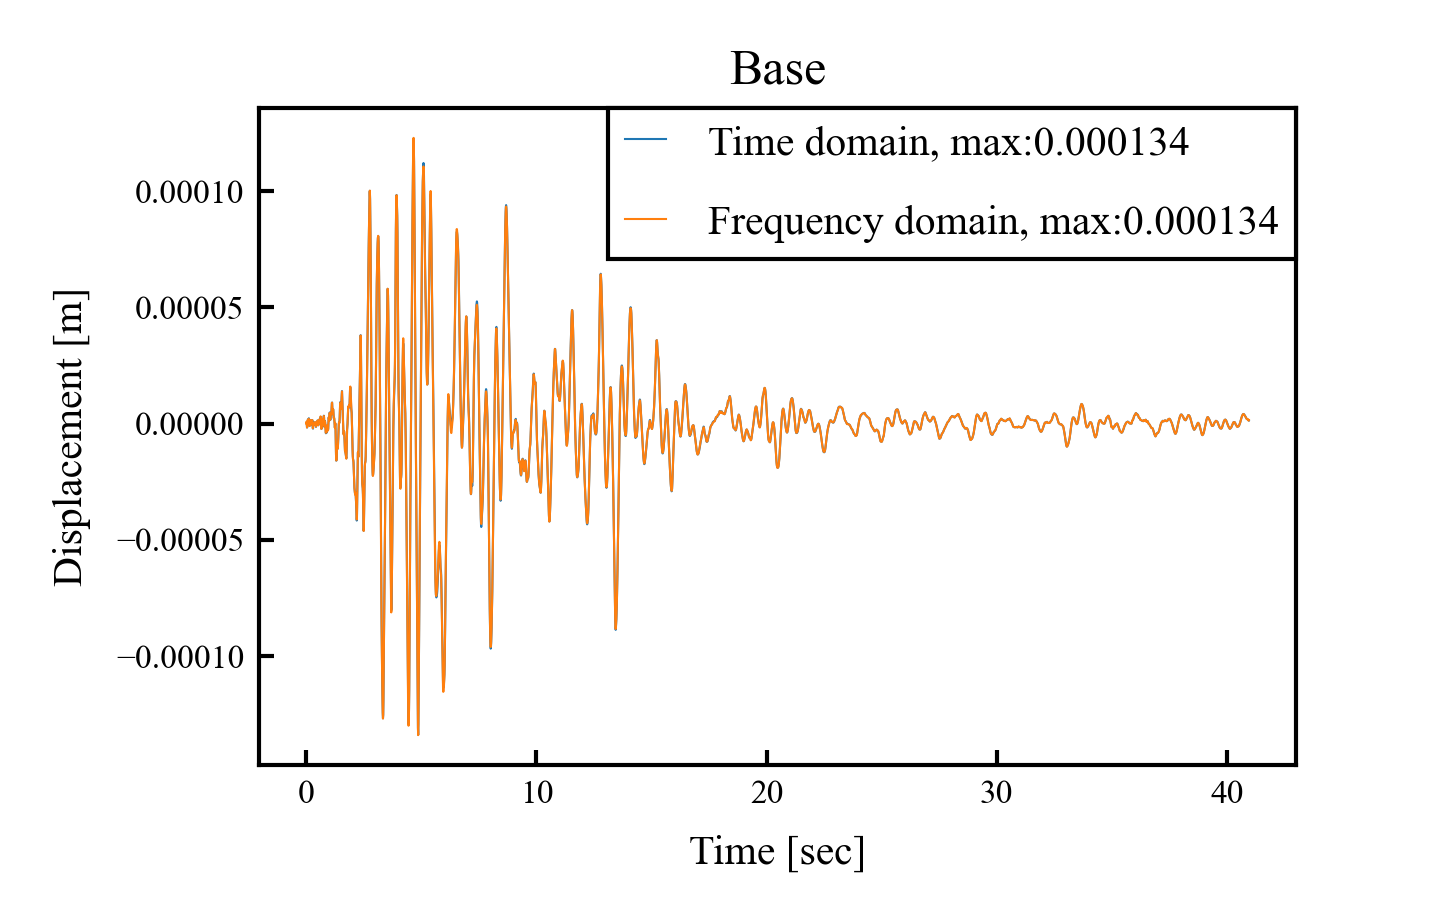 Base
Time domain, max:0.000134
Frequency domain, max:0.000134
Displacement [m]
0.00010
0.00005
0.00000
−0.00005
−0.00010
0 10 20 30 40
Time [sec]